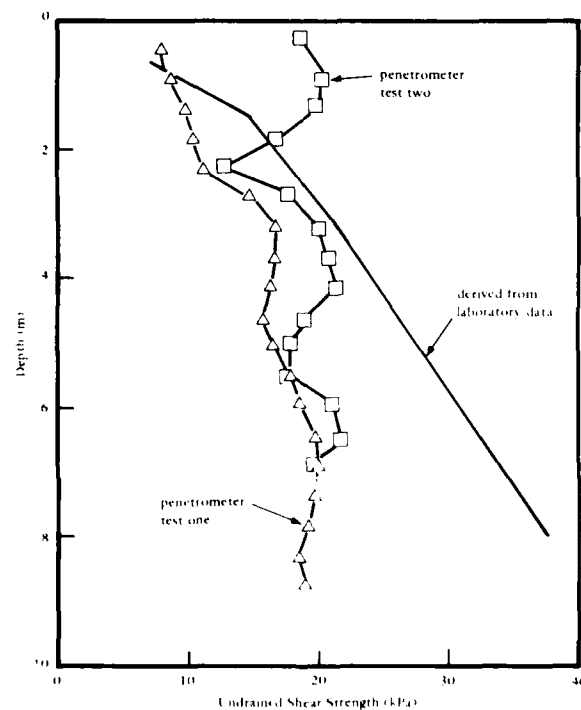 0
2
4
6
8
10
Depth (m)
penetrometer
test two
derived from
laboratory data
penetrometer
test one
0
10
20
30
40
Undrained Shear Strength (kPa)